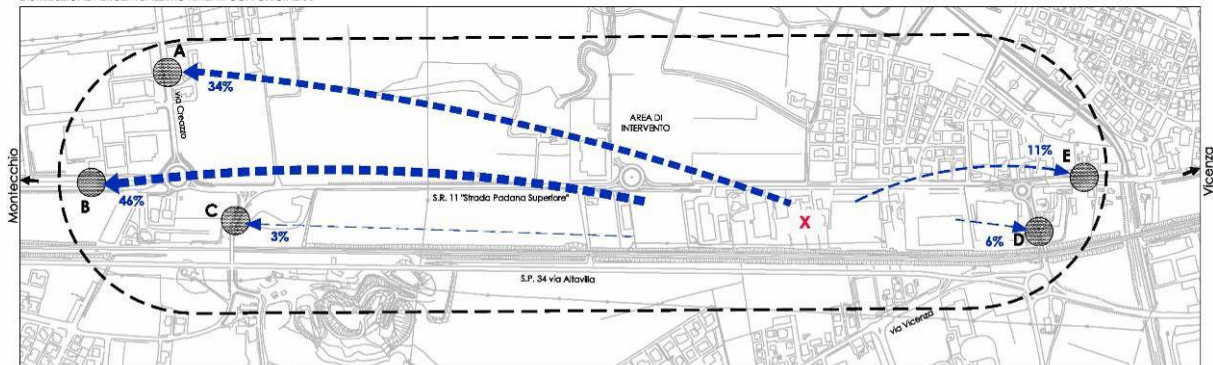 A
34%
via Creazzo
AREA DI
INTERVENTO
11%
E
Montecchio
Vicenza
B
46%
C
S.R. 11 "Strada Padana Superiore"
3%
X
D
6%
S.P. 34 via Altavilla
via Vicenza